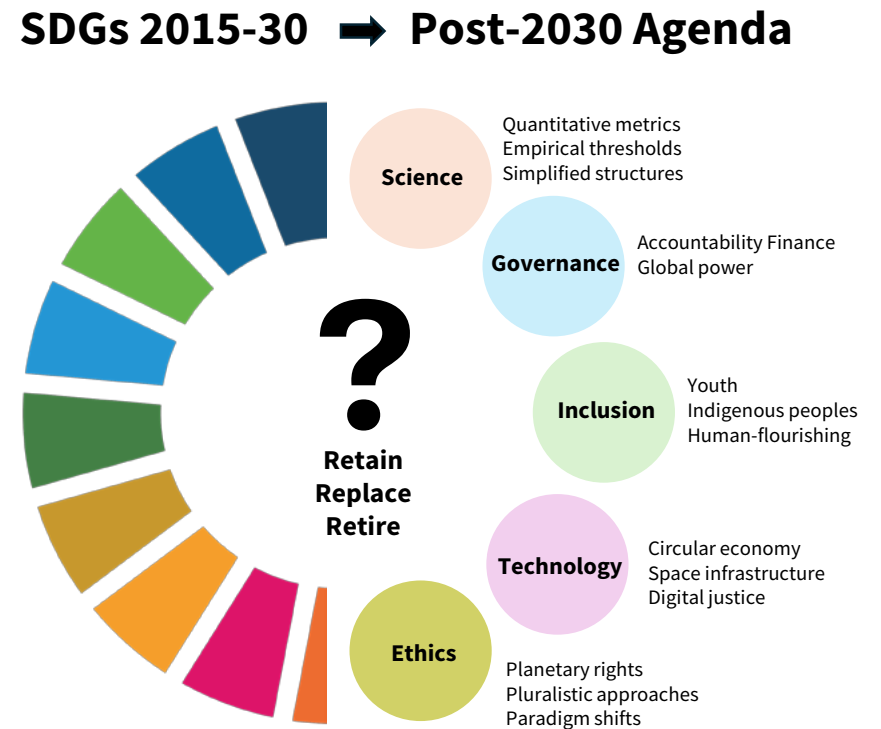 SDGs 2015-30 ➡ Post-2030 Agenda
Science
Quantitative metrics
Empirical thresholds
Simplified structures
Governance
Accountability Finance
Global power
?
Retain
Replace
Retire
Inclusion
Youth
Indigenous peoples
Human-flourishing
Technology
Circular economy
Space infrastructure
Digital justice
Ethics
Planetary rights
Pluralistic approaches
Paradigm shifts